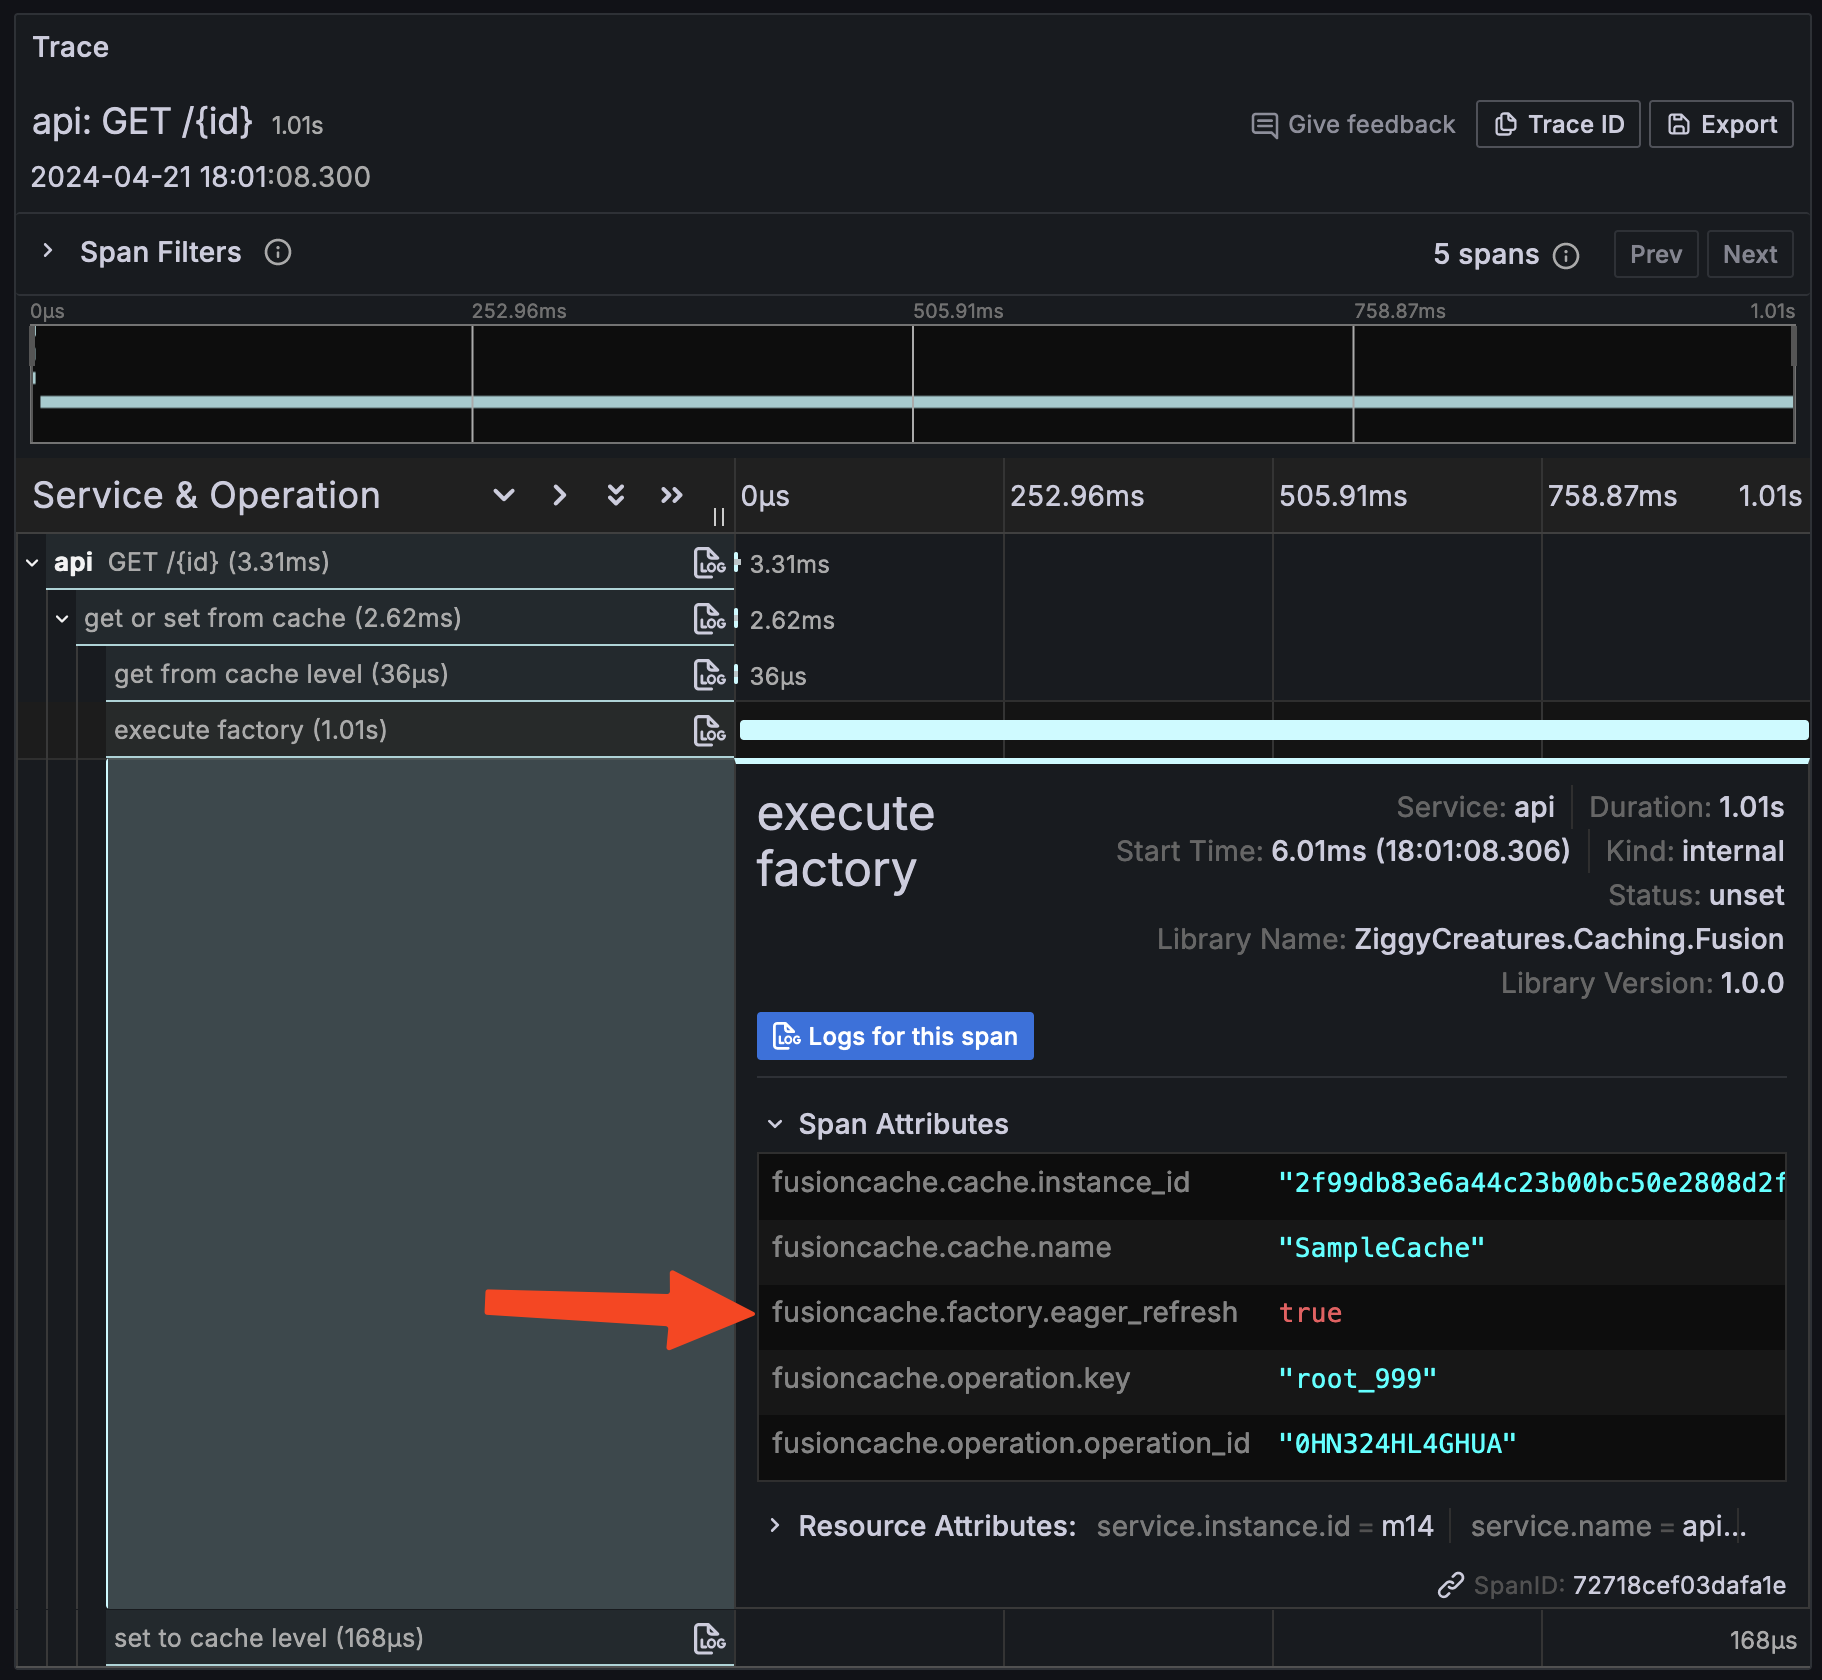 Trace
api: GET /{id} 1.01s
Give feedback
Trace ID
Export
2024-04-21 18:01:08.300
Span Filters
5 spans
Prev
Next
0μs 252.96ms 505.91ms 758.87ms 1.01s
Service & Operation
0μs 252.96ms 505.91ms 758.87ms 1.01s
api GET /{id} (3.31ms) LOG 3.31ms
get or set from cache (2.62ms) LOG 2.62ms
get from cache level (36μs) LOG 36μs
execute factory (1.01s) LOG
execute
factory
Service: api Duration: 1.01s
Start Time: 6.01ms (18:01:08.306) Kind: internal
Status: unset
Library Name: ZiggyCreatures.Caching.Fusion
Library Version: 1.0.0
LOG Logs for this span
Span Attributes
fusioncache.cache.instance_id "2f99db83e6a44c23b00bc50e2808d2f
fusioncache.cache.name "SampleCache"
fusioncache.factory.eager_refresh true
fusioncache.operation.key "root_999"
fusioncache.operation.operation_id "0HN324HL4GHUA"
Resource Attributes: service.instance.id = m14 service.name = api...
SpanID: 72718cef03dafa1e
set to cache level (168μs) LOG 168μs